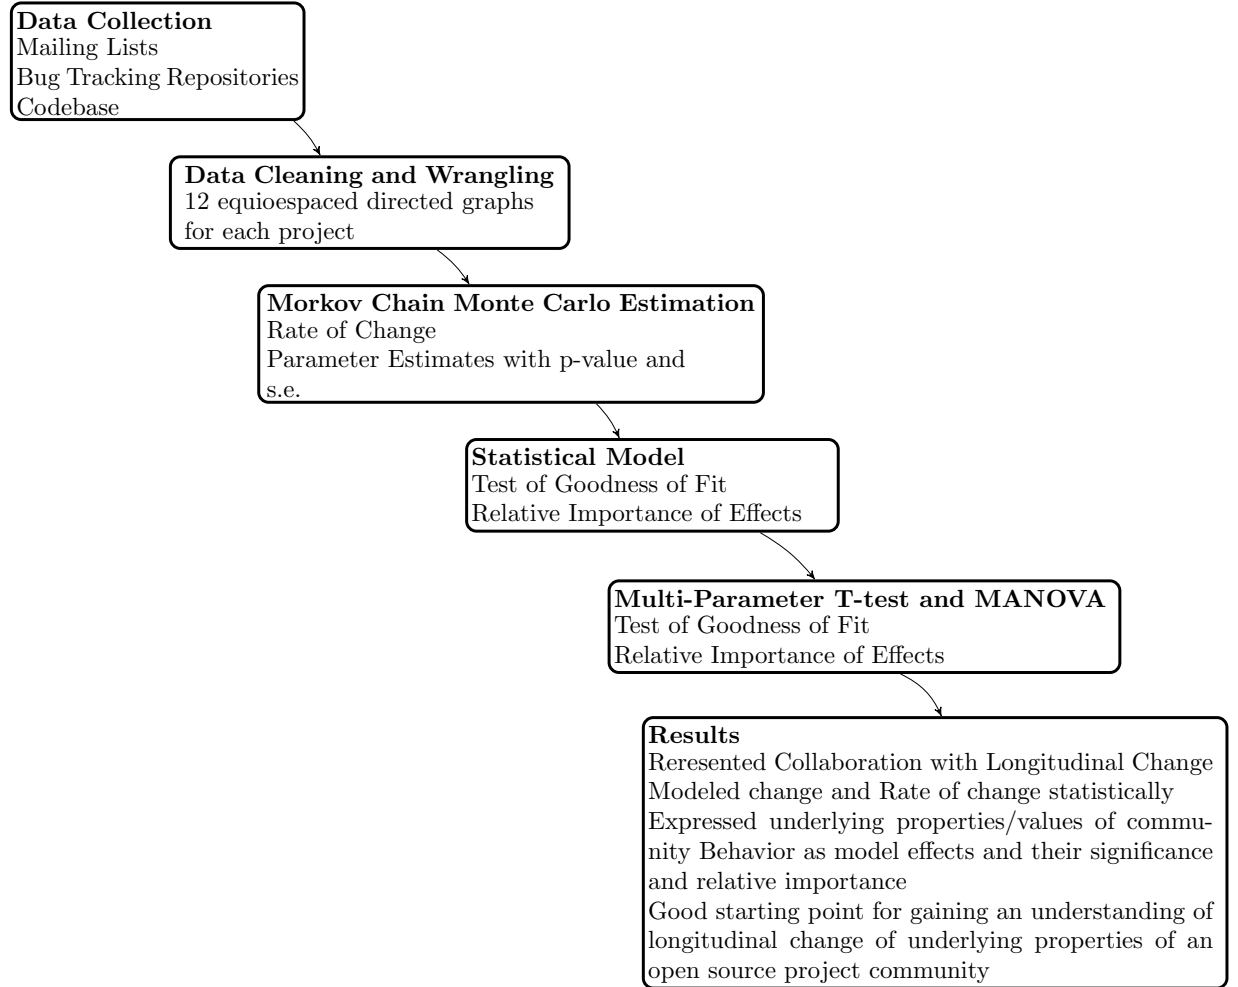 Data Collection
Mailing Lists
Bug Tracking Repositories
Codebase
Data Cleaning and Wrangling
12 equioespaced directed graphs
for each project
Morkov Chain Monte Carlo Estimation
Rate of Change
Parameter Estimates with p-value and
s.e.
Statistical Model
Test of Goodness of Fit
Relative Importance of Effects
Multi-Parameter T-test and MANOVA
Test of Goodness of Fit
Relative Importance of Effects
Results
Reresented Collaboration with Longitudinal Change
Modeled change and Rate of change statistically
Expressed underlying properties/values of commu-
nity Behavior as model effects and their significance
and relative importance
Good starting point for gaining an understanding of
longitudinal change of underlying properties of an
open source project community